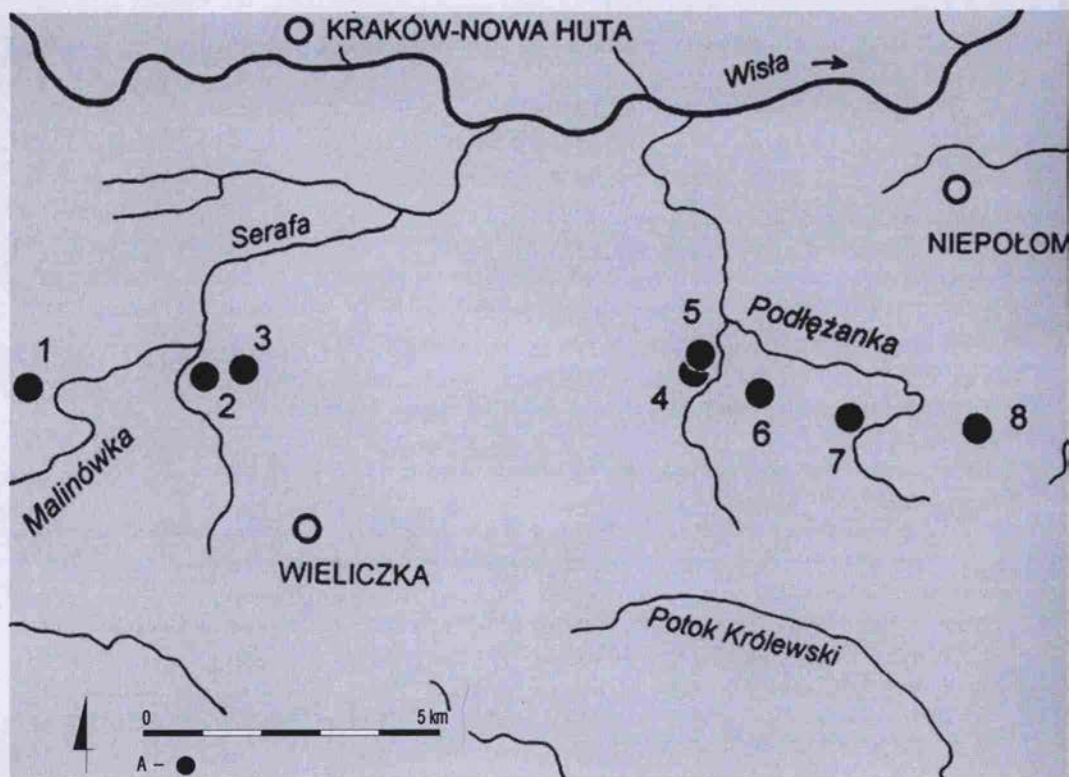 KRAKÓW-NOWA HUTA
Wisła →
Serafa
NIEPOŁOM
Podłężanka
1
2
3
4
5
6
7
8
Malinówka
WIELICZKA
Potok Królewski
0 5 km
A –